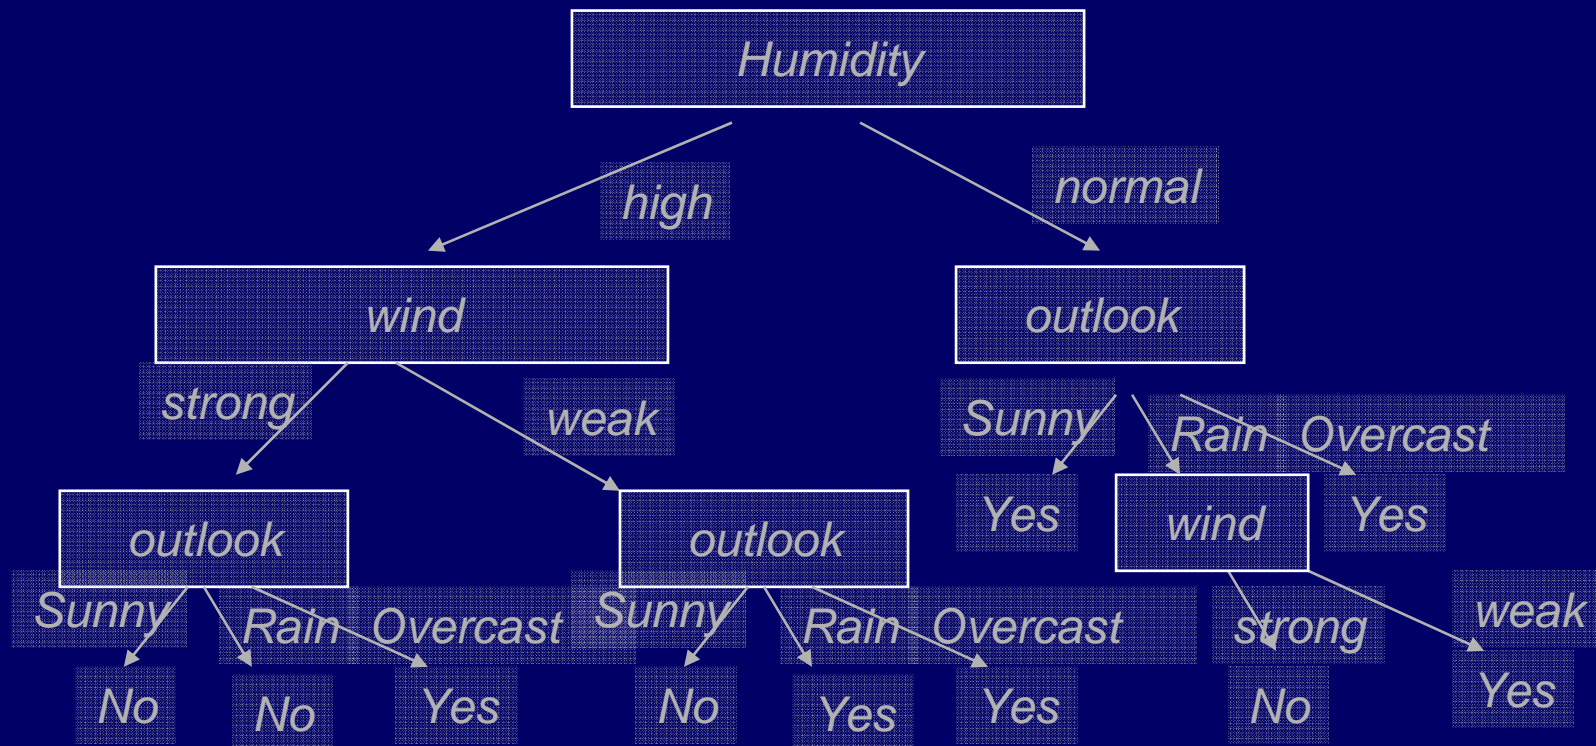 Humidity
high
normal
wind
outlook
strong
weak
Sunny
Rain
Overcast
Yes
wind
Yes
outlook
outlook
Sunny
Rain
Overcast
Sunny
Rain
Overcast
strong
weak
No
No
Yes
No
Yes
Yes
No
Yes